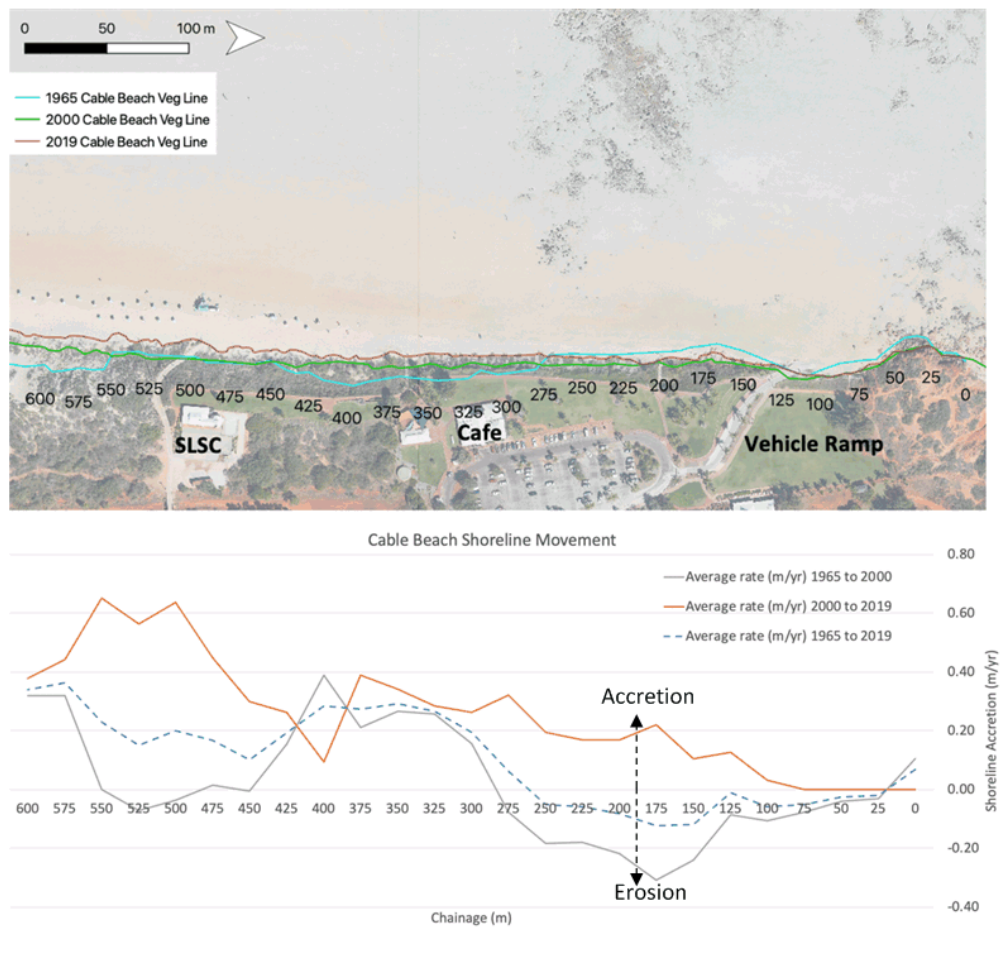 0 50 100 m
1965 Cable Beach Veg Line
2000 Cable Beach Veg Line
2019 Cable Beach Veg Line
600 575 550 525 500 475 450 425 400 375 350 325 300 275 250 225 200 175 150 125 100 75 50 25 0
SLSC
Cafe
Vehicle Ramp
Cable Beach Shoreline Movement
0.80
Average rate (m/yr) 1965 to 2000
0.60
Average rate (m/yr) 2000 to 2019
Average rate (m/yr) 1965 to 2019
0.40
Accretion
0.20
0.00
600 575 550 525 500 475 450 425 400 375 350 325 300 275 250 225 200 175 150 125 100 75 50 25 0
-0.20
Erosion
-0.40
Chainage (m)
Shoreline Accretion (m/yr)